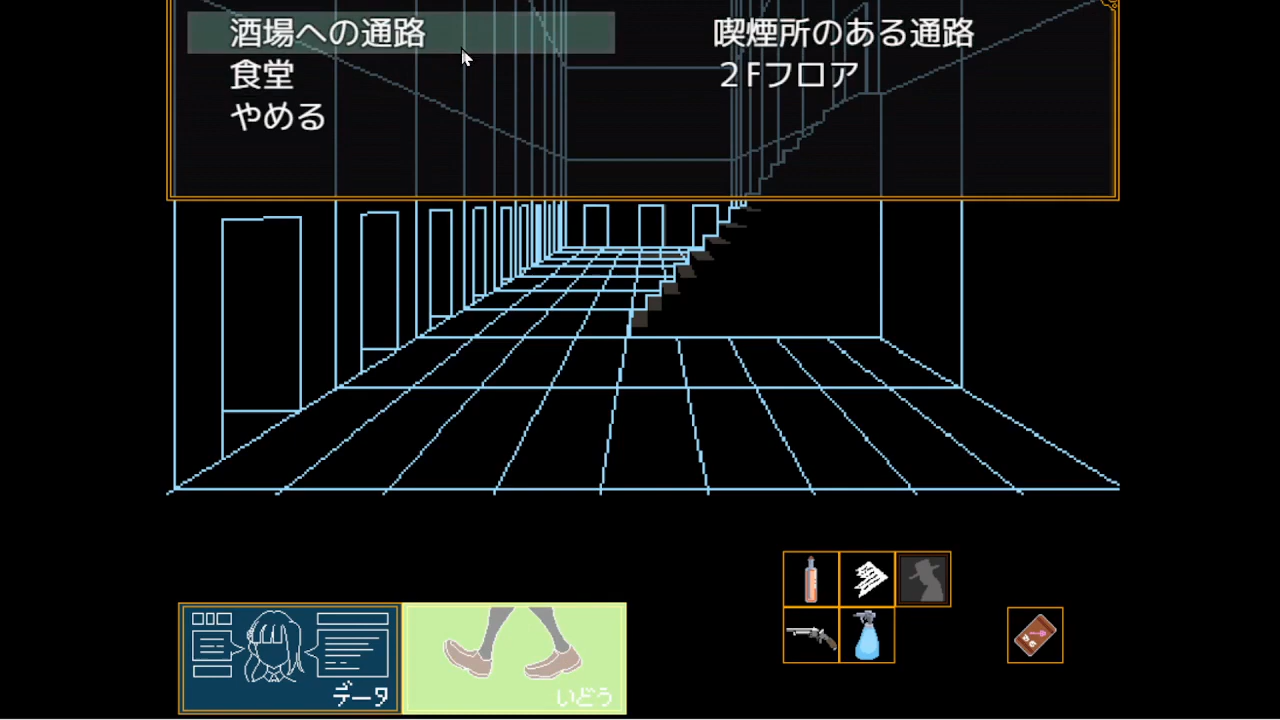 酒場への通路
喫煙所のある通路
食堂
２Fフロア
やめる
データ
いどう